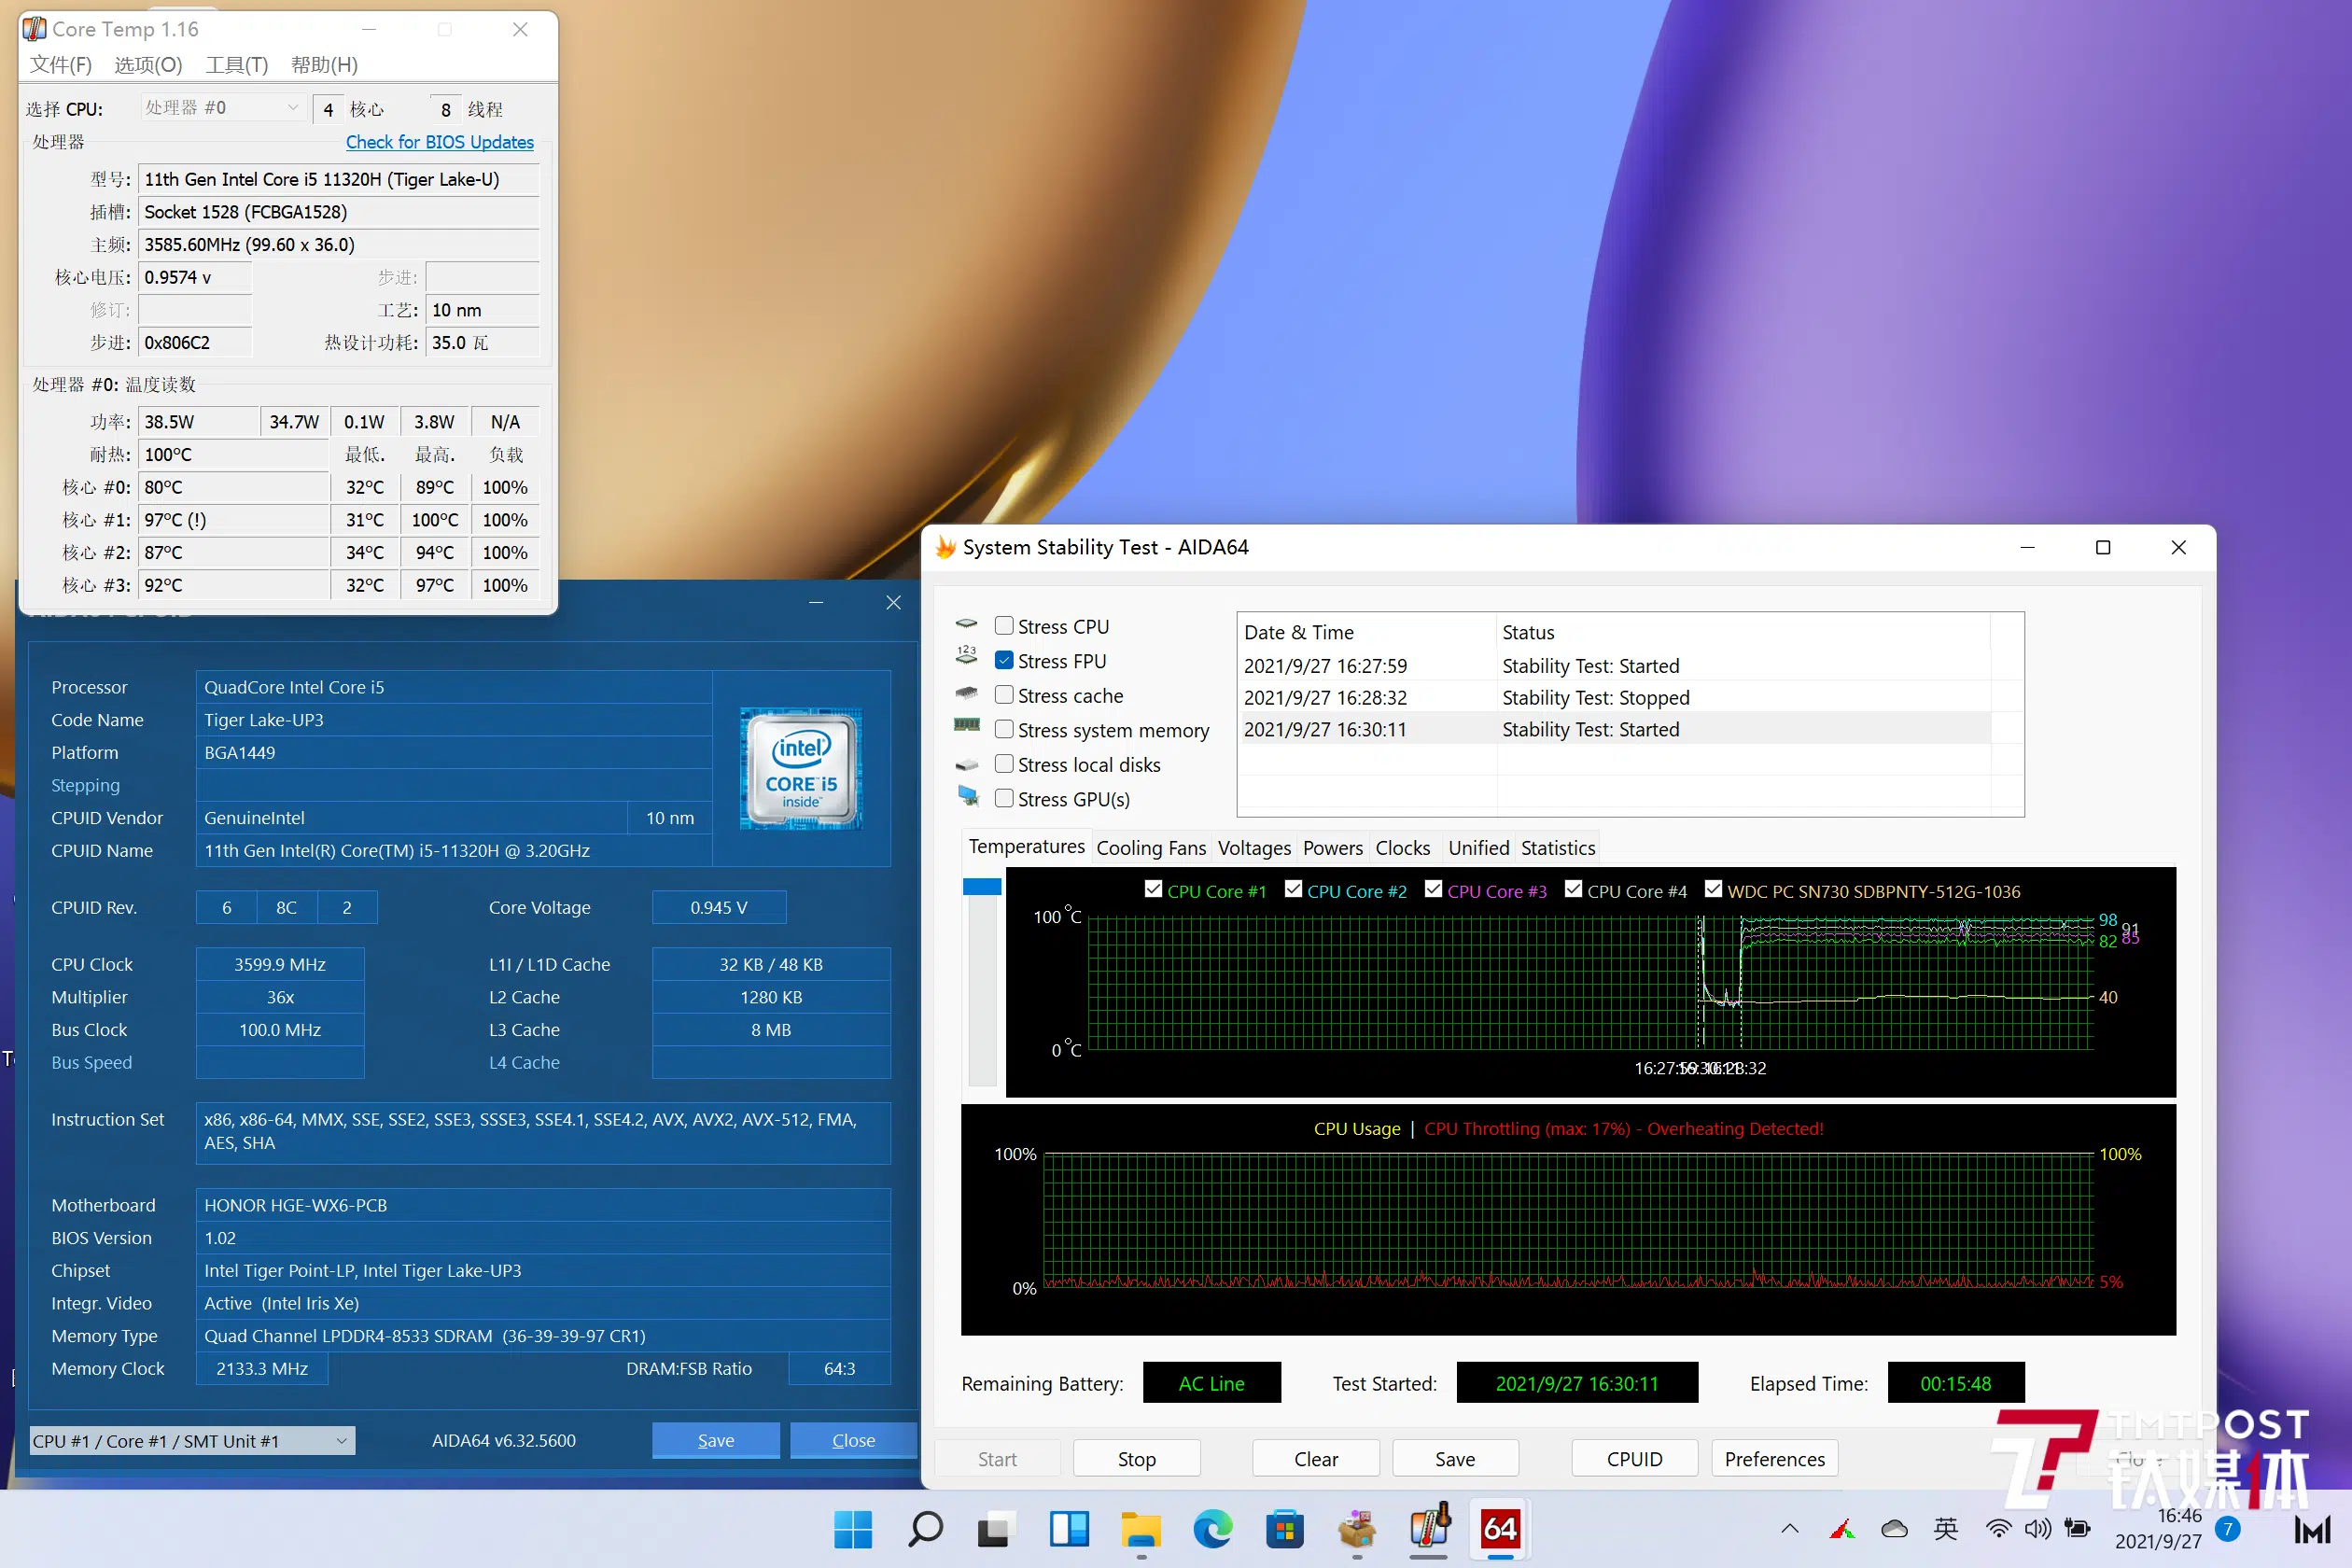 Core Temp 1.16
文件(F) 选项(O) 工具(T) 帮助(H)
选择 CPU: 处理器 #0 4 核心 8 线程
处理器 Check for BIOS Updates
型号: 11th Gen Intel Core i5 11320H (Tiger Lake-U)
插槽: Socket 1528 (FCBGA1528)
主频: 3585.60MHz (99.60 x 36.0)
核心电压: 0.9574 v 步进:
修订: 工艺: 10 nm
步进: 0x806C2 热设计功耗: 35.0 瓦
处理器 #0: 温度读数
功率: 38.5W 34.7W 0.1W 3.8W N/A
耐热: 100°C 最低. 最高. 负载
核心 #0: 80°C 32°C 89°C 100%
核心 #1: 97°C (!) 31°C 100°C 100%
核心 #2: 87°C 34°C 94°C 100%
核心 #3: 92°C 32°C 97°C 100%
Processor QuadCore Intel Core i5
Code Name Tiger Lake-UP3
Platform BGA1449
Stepping
CPUID Vendor GenuineIntel 10 nm
CPUID Name 11th Gen Intel(R) Core(TM) i5-11320H @ 3.20GHz
intel
CORE i5
inside™
CPUID Rev. 6 8C 2 Core Voltage 0.945 V
CPU Clock 3599.9 MHz L1I / L1D Cache 32 KB / 48 KB
Multiplier 36x L2 Cache 1280 KB
Bus Clock 100.0 MHz L3 Cache 8 MB
Bus Speed L4 Cache
Instruction Set x86, x86-64, MMX, SSE, SSE2, SSE3, SSSE3, SSE4.1, SSE4.2, AVX, AVX2, AVX-512, FMA,
AES, SHA
Motherboard HONOR HGE-WX6-PCB
BIOS Version 1.02
Chipset Intel Tiger Point-LP, Intel Tiger Lake-UP3
Integr. Video Active (Intel Iris Xe)
Memory Type Quad Channel LPDDR4-8533 SDRAM (36-39-39-97 CR1)
Memory Clock 2133.3 MHz DRAM:FSB Ratio 64:3
CPU #1 / Core #1 / SMT Unit #1 AIDA64 v6.32.5600 Save Close
System Stability Test - AIDA64
Stress CPU
Stress FPU
Stress cache
Stress system memory
Stress local disks
Stress GPU(s)
Date & Time Status
2021/9/27 16:27:59 Stability Test: Started
2021/9/27 16:28:32 Stability Test: Stopped
2021/9/27 16:30:11 Stability Test: Started
Temperatures Cooling Fans Voltages Powers Clocks Unified Statistics
CPU Core #1 CPU Core #2 CPU Core #3 CPU Core #4 WDC PC SN730 SDBPNTY-512G-1036
100 °C
98
91
85
82
40
0 °C
CPU Usage | CPU Throttling (max: 17%) - Overheating Detected!
100% 100%
0% 5%
Remaining Battery: AC Line Test Started: 2021/9/27 16:30:11 Elapsed Time: 00:15:48
Start Stop Clear Save CPUID Preferences Close
TMTPOST
钛媒体
64
英
16:46
2021/9/27
7